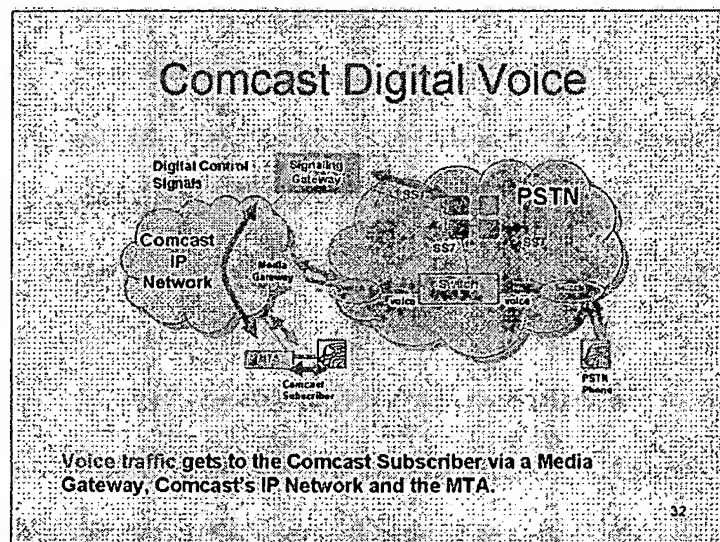 Comcast Digital Voice
Digital Control
Signals
Signaling
Gateway
PSTN
SS7
Comcast
IP
Network
Media
Gateway
SS7
SS7
Switch
voice
voice
MTA
Comcast
Subscriber
PSTN
Phone
Voice traffic gets to the Comcast Subscriber via a Media
Gateway, Comcast's IP Network and the MTA.
32